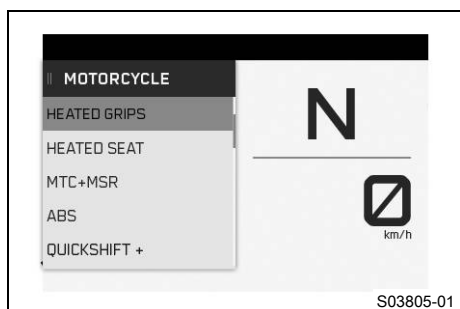 MOTORCYCLE
HEATED GRIPS
HEATED SEAT
MTC+MSR
ABS
QUICKSHIFT +
N
0
km/h
S03805-01